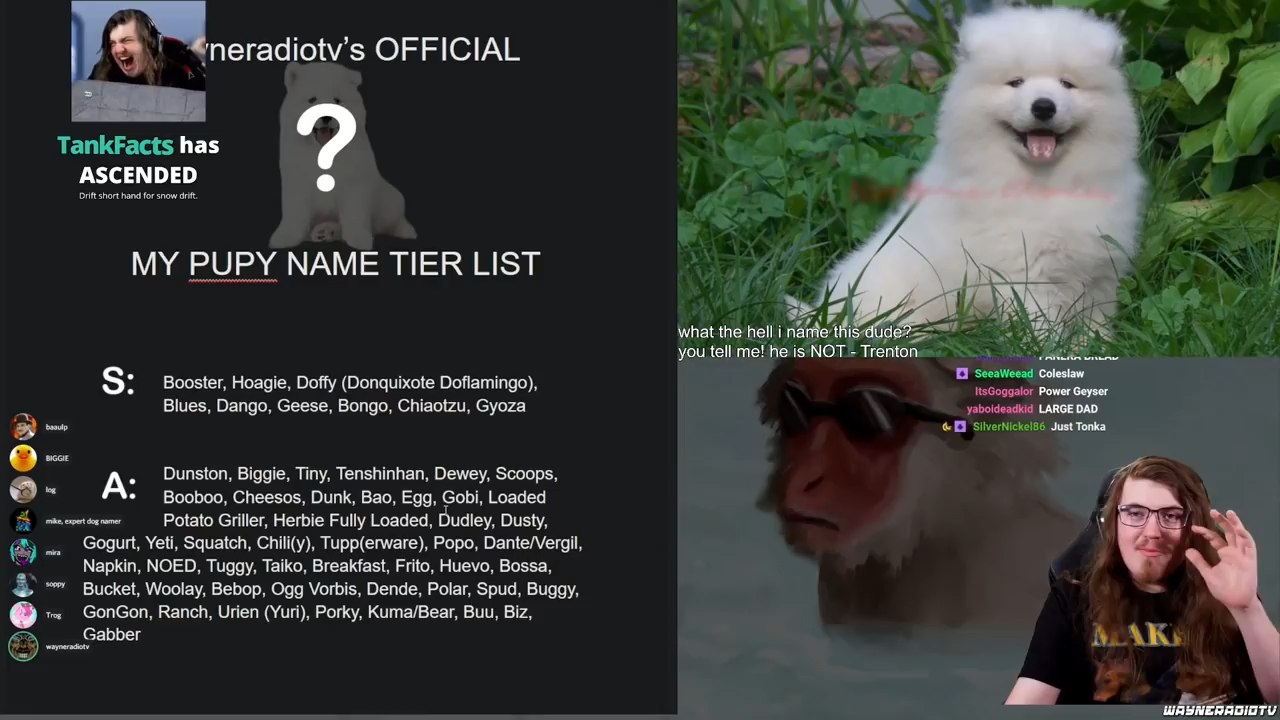 yneradiotv's OFFICIAL
?
TankFacts has
ASCENDED
Drift short hand for snow drift.
MY PUPY NAME TIER LIST
S:
Booster, Hoagie, Doffy (Donquixote Doflamingo),
Blues, Dango, Geese, Bongo, Chiaotzu, Gyoza
A:
Dunston, Biggie, Tiny, Tenshinhan, Dewey, Scoops,
Booboo, Cheesos, Dunk, Bao, Egg, Gobi, Loaded
Potato Griller, Herbie Fully Loaded, Dudley, Dusty,
Gogurt, Yeti, Squatch, Chili(y), Tupp(erware), Popo, Dante/Vergil,
Napkin, NOED, Tuggy, Taiko, Breakfast, Frito, Huevo, Bossa,
Bucket, Woolay, Bebop, Ogg Vorbis, Dende, Polar, Spud, Buggy,
GonGon, Ranch, Urien (Yuri), Porky, Kuma/Bear, Buu, Biz,
Gabber
baaulp
BIGGIE
log
mike, expert dog namer
mira
soppy
Trog
wayneradiotv
what the hell i name this dude?
you tell me! he is NOT - Trenton
PANERA BREAD
SeeaWeead Coleslaw
ItsGoggalor Power Geyser
yaboideadkid LARGE DAD
SilverNickel86 Just Tonka
MAK
WAYNERADIOTV